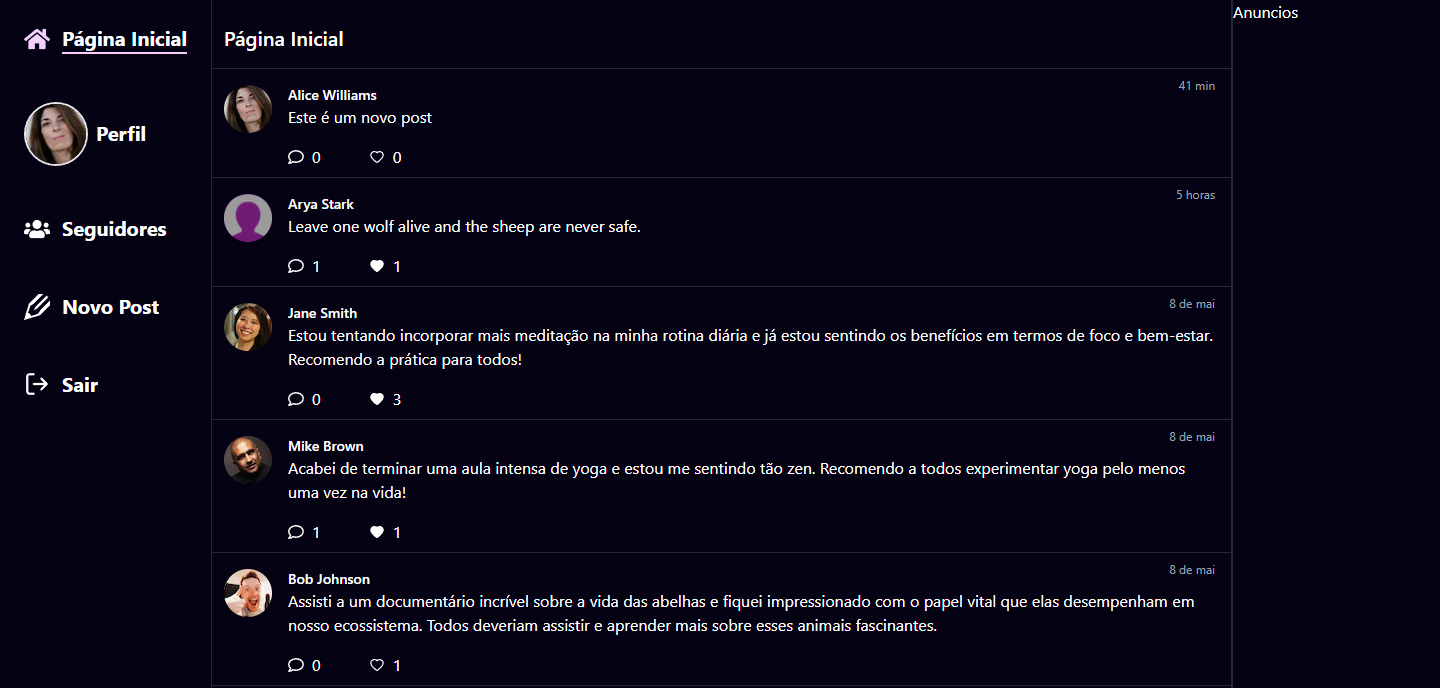 Página Inicial
Perfil
Seguidores
Novo Post
Sair
Página Inicial
Alice Williams
41 min
Este é um novo post
0 0
Arya Stark
5 horas
Leave one wolf alive and the sheep are never safe.
1 1
Jane Smith
8 de mai
Estou tentando incorporar mais meditação na minha rotina diária e já estou sentindo os benefícios em termos de foco e bem-estar.
Recomendo a prática para todos!
0 3
Mike Brown
8 de mai
Acabei de terminar uma aula intensa de yoga e estou me sentindo tão zen. Recomendo a todos experimentar yoga pelo menos
uma vez na vida!
1 1
Bob Johnson
8 de mai
Assisti a um documentário incrível sobre a vida das abelhas e fiquei impressionado com o papel vital que elas desempenham em
nosso ecossistema. Todos deveriam assistir e aprender mais sobre esses animais fascinantes.
0 1
Anuncios